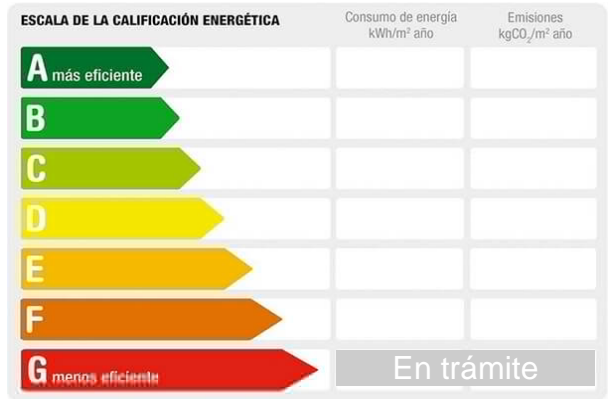 ESCALA DE LA CALIFICACIÓN ENERGÉTICA
Consumo de energía
kWh/m² año
Emisiones
kgCO₂/m² año
A más eficiente
B
C
D
E
F
G menos eficiente
En trámite